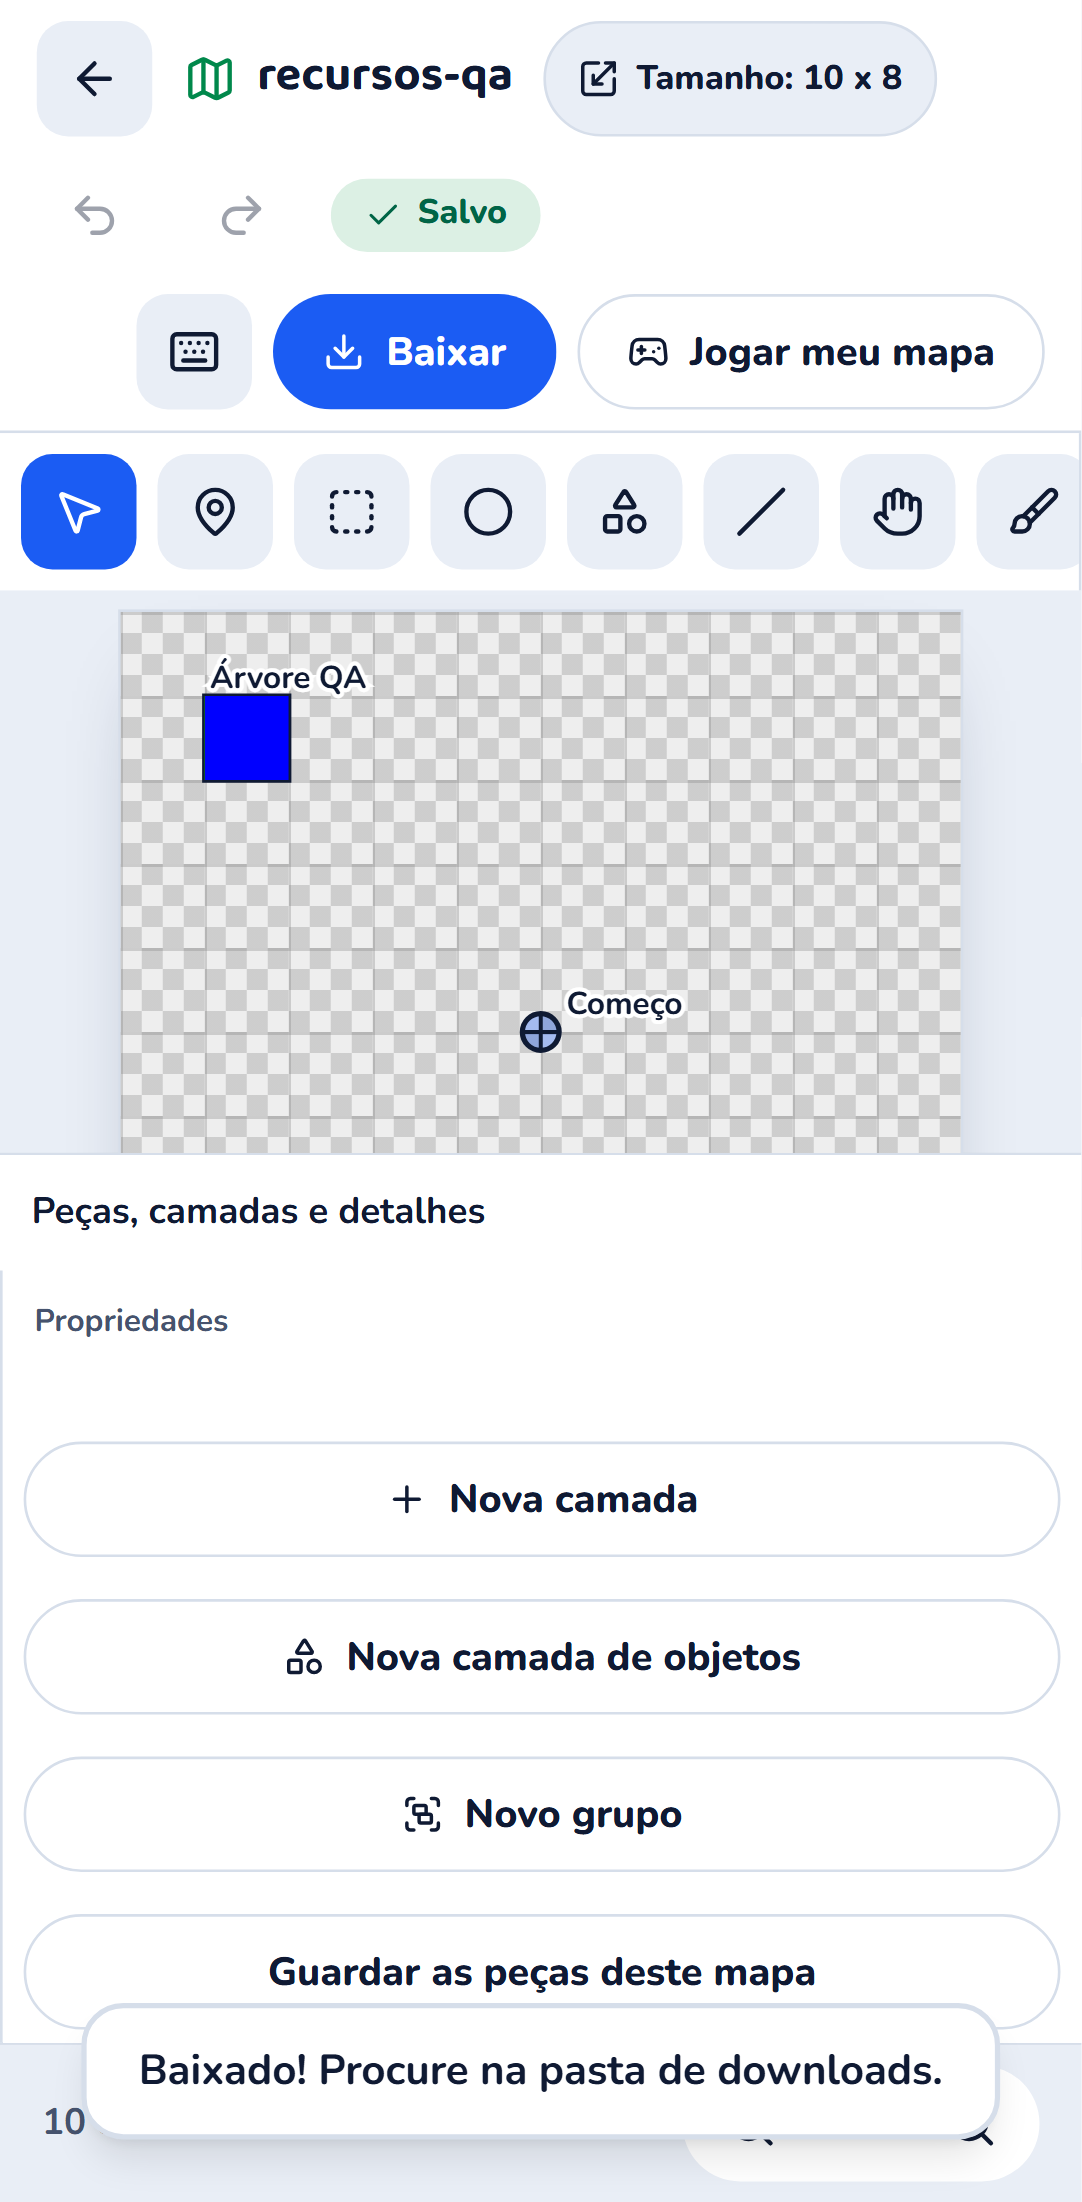 recursos-qa
Tamanho: 10 x 8
Salvo
Baixar
Jogar meu mapa
Árvore QA
Começo
Peças, camadas e detalhes
Propriedades
Nova camada
Nova camada de objetos
Novo grupo
Guardar as peças deste mapa
Baixado! Procure na pasta de downloads.
10